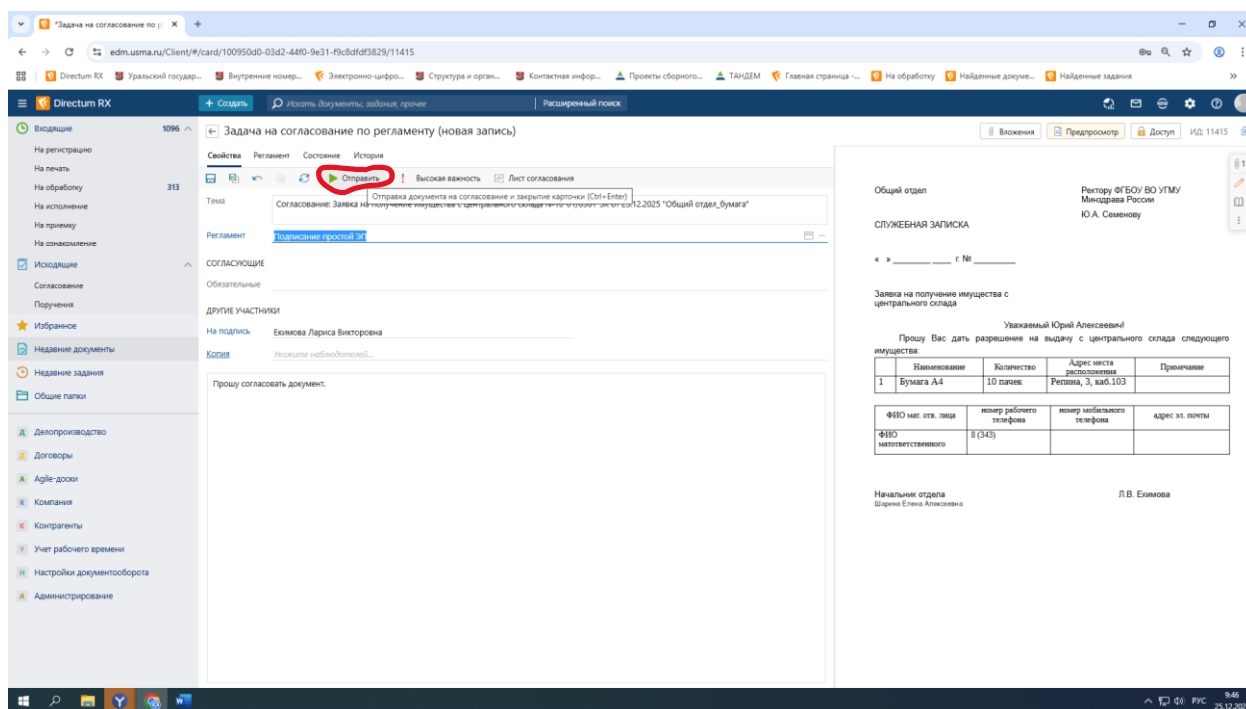 *Задача на согласование по р
edm.usma.ru/Client/#/card/100950d0-03d2-44f0-9e31-f9c8dfdf3829/11415
Directum RX Уральский государ... Внутренние номер... Электронно-цифро... Структура и орган... Контактная инфор... Проекты сборного... ТАНДЕМ Главная страница -... На обработку Найденные докуме... Найденные задания »
Directum RX + Создать Искать документы, задания, прочее Расширенный поиск
Входящие 1096
На регистрацию
На печать
На обработку 313
На исполнение
На приемку
На ознакомление
Исходящие
Согласование
Поручения
Избранное
Недавние документы
Недавние задания
Общие папки
Д Делопроизводство
Д Договоры
A Agile-доски
К Компания
К Контрагенты
У Учет рабочего времени
Н Настройки документооборота
А Администрирование
Задача на согласование по регламенту (новая запись)
Вложения Предпросмотр Доступ ИД: 11415
Свойства Регламент Состояние История
Отправить ! Высокая важность Лист согласования
Отправка документа на согласование и закрытие карточки (Ctrl+Enter)
Тема
Согласование: Заявка на получение имущества с центрального склада 12.2025 "Общий отдел_бумага"
Регламент Подписание простой ЭП
СОГЛАСУЮЩИЕ
Обязательные
ДРУГИЕ УЧАСТНИКИ
На подпись Екимова Лариса Викторовна
Копия Укажите наблюдателей...
Прошу согласовать документ.
Общий отдел
Ректору ФГБОУ ВО УГМУ
Минздрава России
Ю.А. Семенову
СЛУЖЕБНАЯ ЗАПИСКА
« » ________ ____ г. № ________
Заявка на получение имущества с
центрального склада
Уважаемый Юрий Алексеевич!
Прошу Вас дать разрешение на выдачу с центрального склада следующего
имущества:
Наименование Количество Адрес места расположения Примечание
1 Бумага А4 10 пачек Репина, 3, каб.103
ФИО мат. отв. лица номер рабочего телефона номер мобильного телефона адрес эл. почты
ФИО матответственного 8 (343)
Начальник отдела Л.В. Екимова
Шарина Елена Алексеевна
РУС 9:46
25.12.202